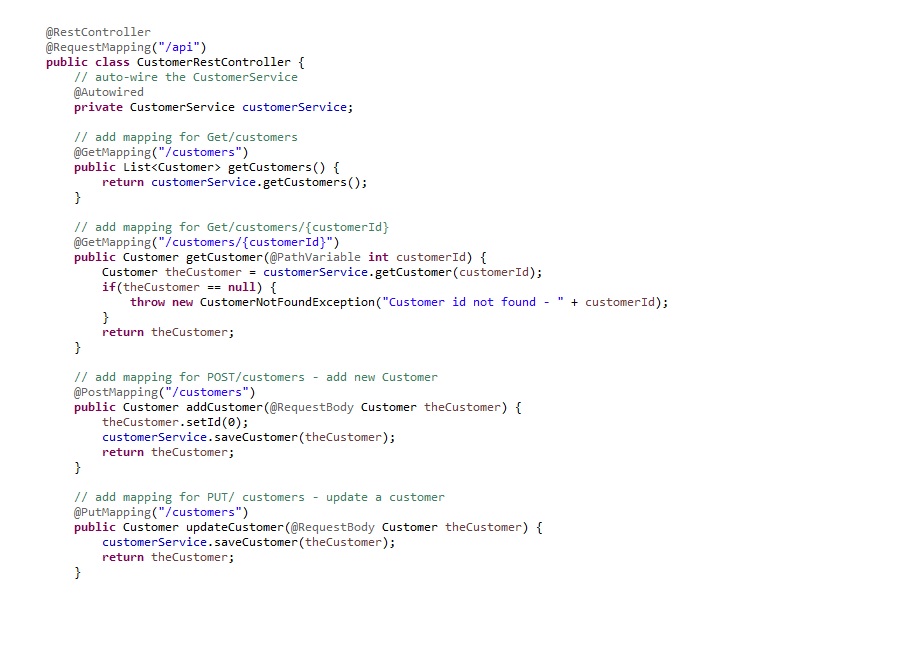 @RestController
@RequestMapping("/api")
public class CustomerRestController {
// auto-wire the CustomerService
@Autowired
private CustomerService customerService;
// add mapping for Get/customers
@GetMapping("/customers")
public List<Customer> getCustomers() {
return customerService.getCustomers();
}
// add mapping for Get/customers/{customerId}
@GetMapping("/customers/{customerId}")
public Customer getCustomer(@PathVariable int customerId) {
Customer theCustomer = customerService.getCustomer(customerId);
if(theCustomer == null) {
throw new CustomerNotFoundException("Customer id not found - " + customerId);
}
return theCustomer;
}
// add mapping for POST/customers - add new Customer
@PostMapping("/customers")
public Customer addCustomer(@RequestBody Customer theCustomer) {
theCustomer.setId(0);
customerService.saveCustomer(theCustomer);
return theCustomer;
}
// add mapping for PUT/ customers - update a customer
@PutMapping("/customers")
public Customer updateCustomer(@RequestBody Customer theCustomer) {
customerService.saveCustomer(theCustomer);
return theCustomer;
}